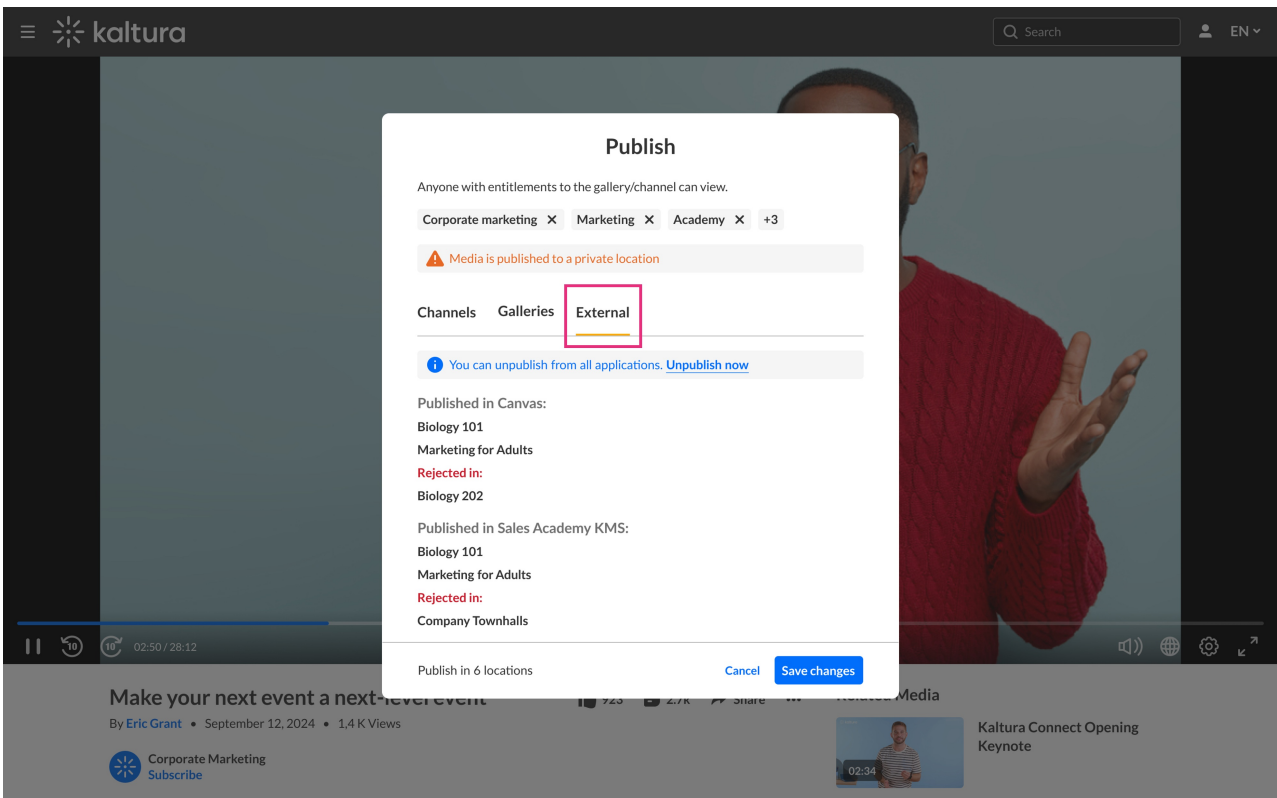 kaltura
Search
EN
Publish
Anyone with entitlements to the gallery/channel can view.
Corporate marketing × Marketing × Academy × +3
Media is published to a private location
Channels Galleries External
You can unpublish from all applications. Unpublish now
Published in Canvas:
Biology 101
Marketing for Adults
Rejected in:
Biology 202
Published in Sales Academy KMS:
Biology 101
Marketing for Adults
Rejected in:
Company Townhalls
10 10 02:50 / 28:12
Publish in 6 locations Cancel Save changes
Make your next event a next-level event
923 2.7K Share ...
Related Media
By Eric Grant • September 12, 2024 • 1,4 K Views
Corporate Marketing
Subscribe
02:34
Kaltura Connect Opening
Keynote